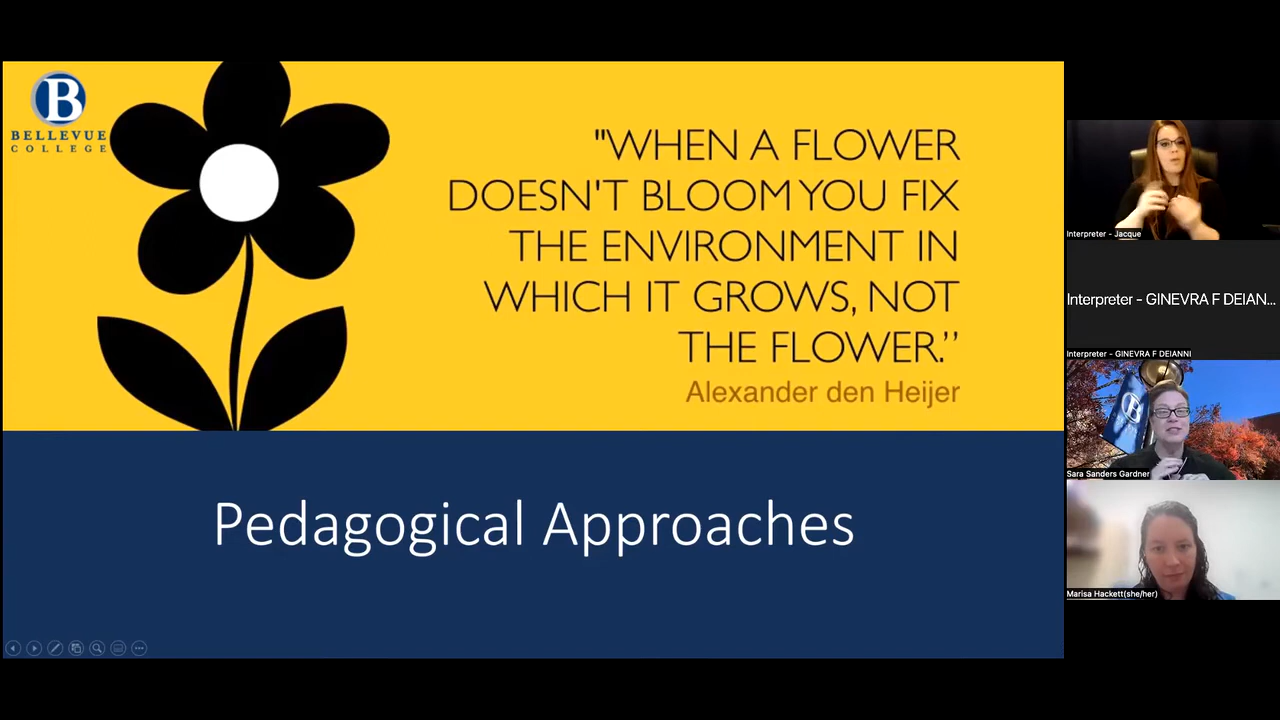 B
BELLEVUE
COLLEGE
"WHEN A FLOWER
DOESN'T BLOOM YOU FIX
THE ENVIRONMENT IN
WHICH IT GROWS, NOT
THE FLOWER.”
Alexander den Heijer
Pedagogical Approaches
Interpreter - Jacque
Interpreter - GINEVRA F DEIAN...
Interpreter - GINEVRA F DEIANNI
B
Sara Sanders Gardner
Marisa Hackett(she/her)